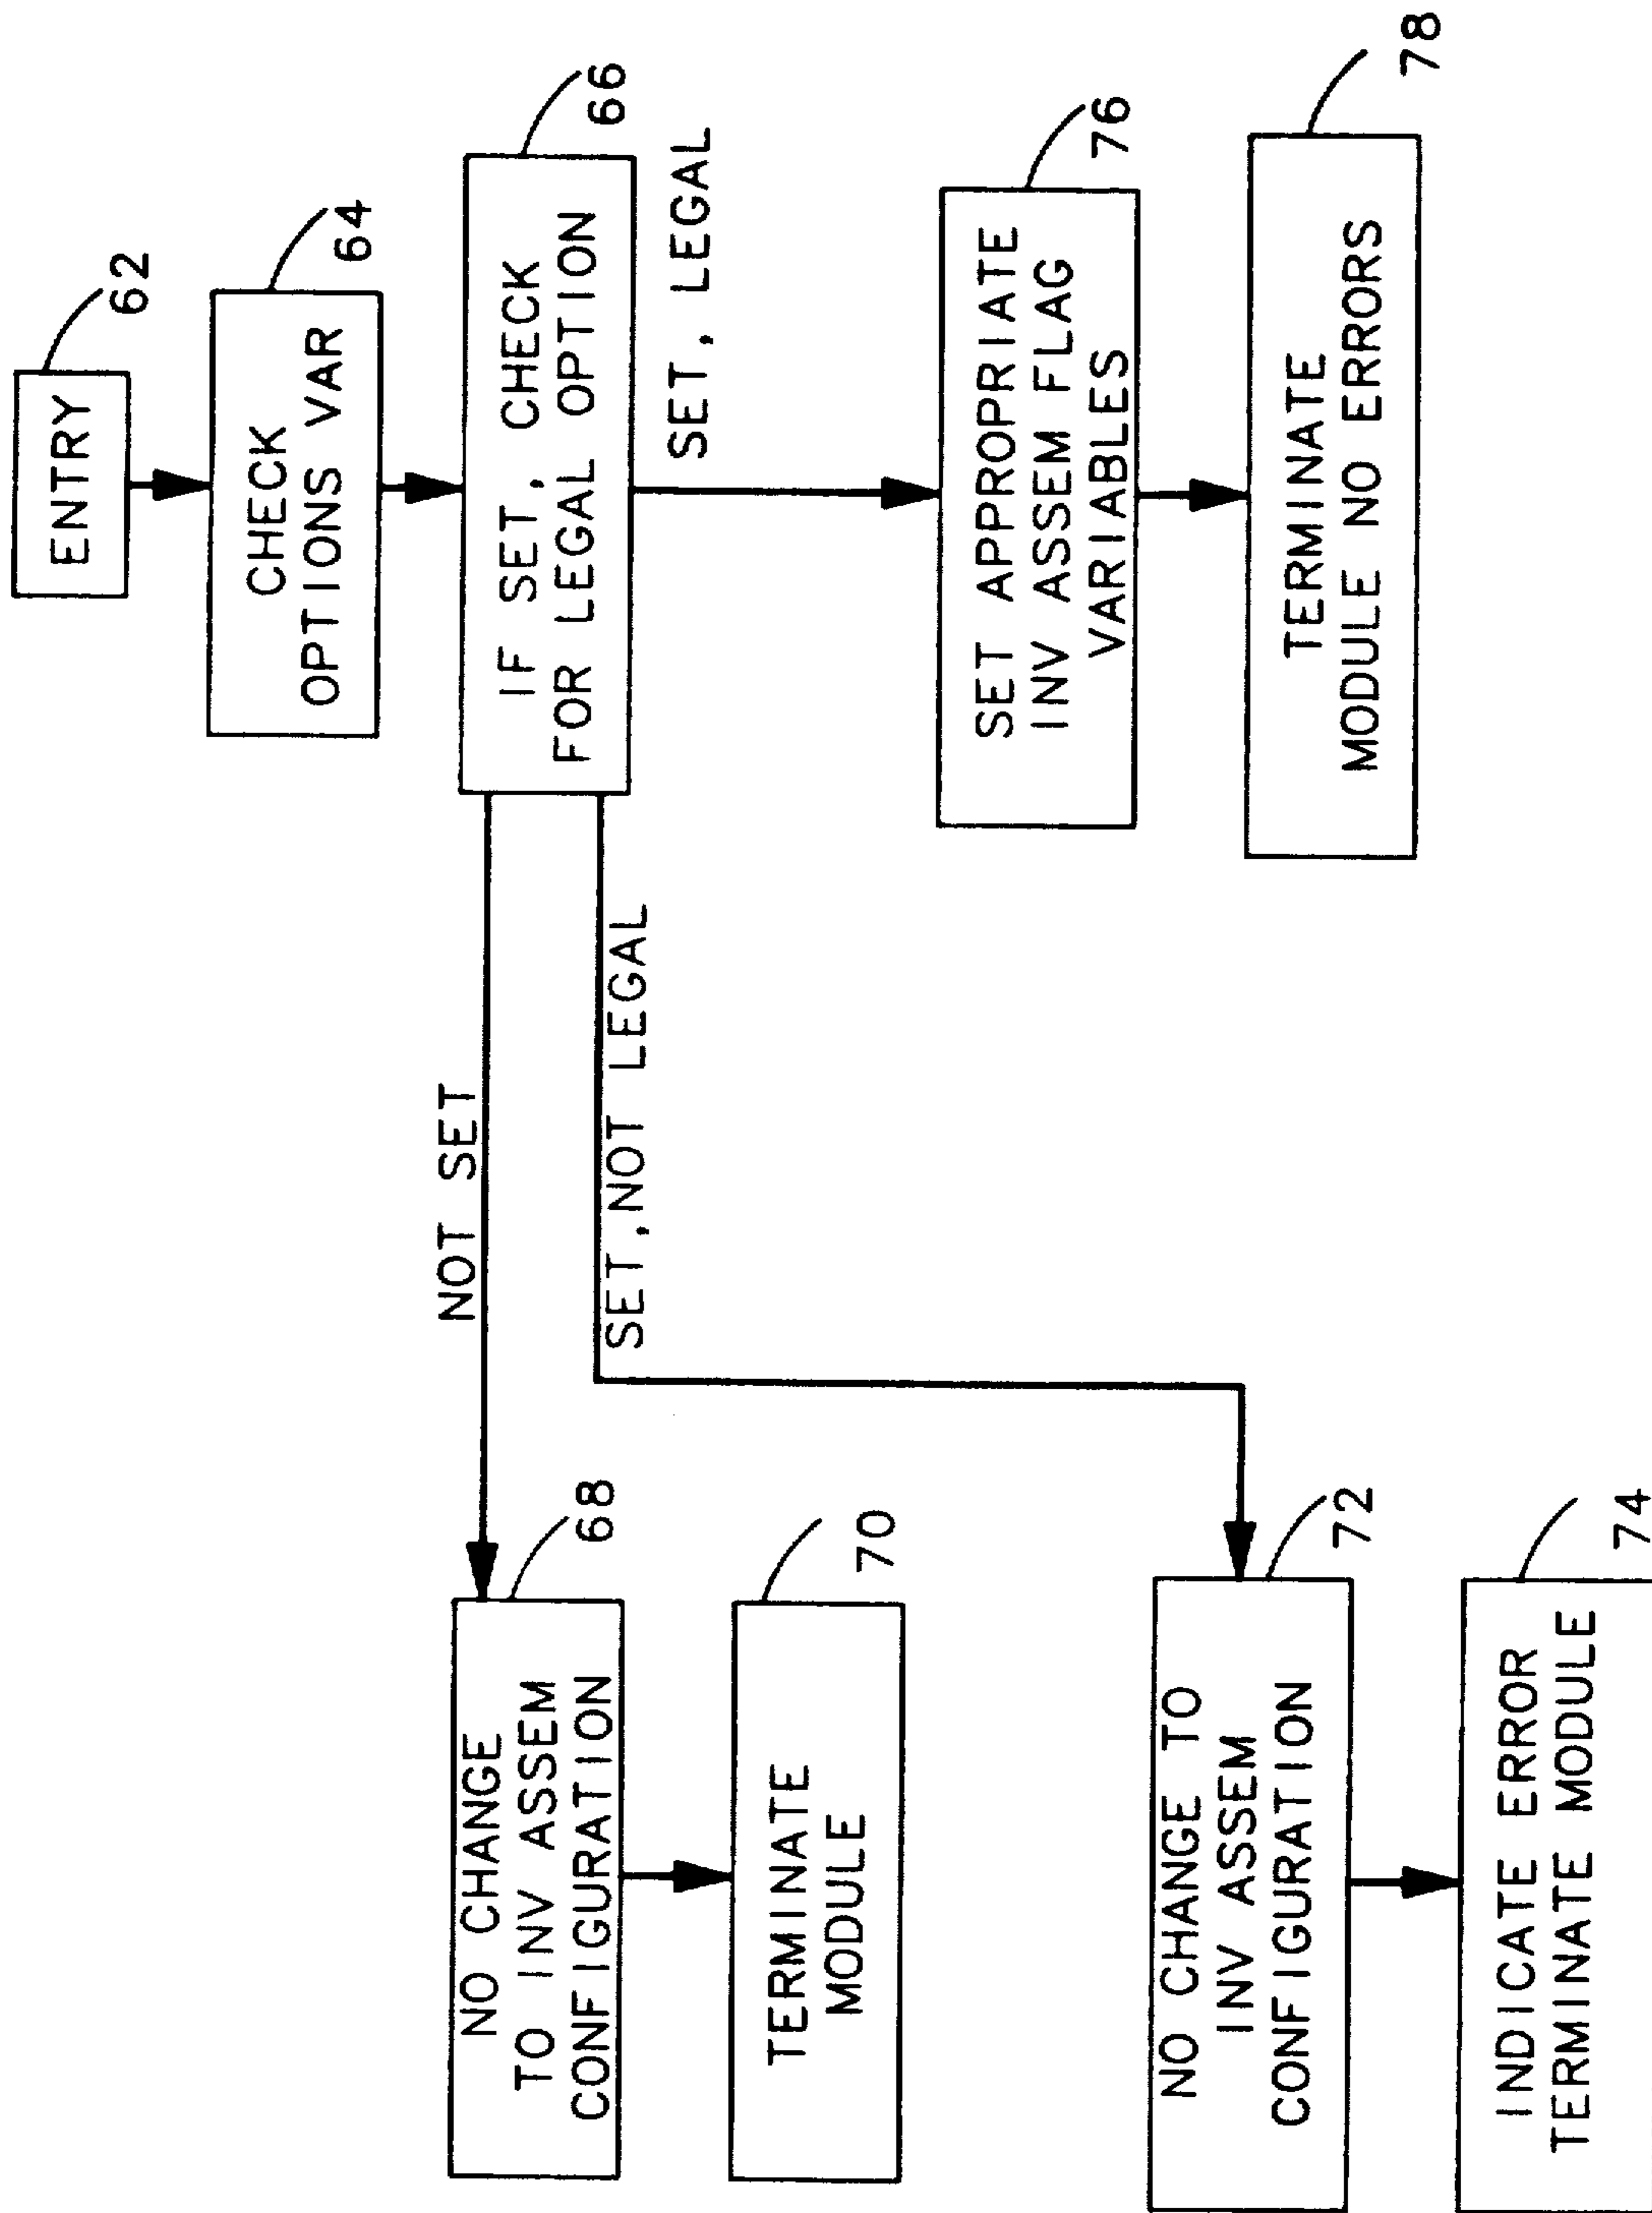 ENTRY
62
CHECK
OPTIONS VAR
64
IF SET, CHECK
FOR LEGAL OPTION
66
NOT SET
SET, NOT LEGAL
SET, LEGAL
NO CHANGE
TO INV ASSEM
CONFIGURATION
68
TERMINATE
MODULE
70
NO CHANGE TO
INV ASSEM
CONFIGURATION
72
INDICATE ERROR
TERMINATE MODULE
74
SET APPROPRIATE
INV ASSEM FLAG
VARIABLES
76
TERMINATE
MODULE NO ERRORS
78